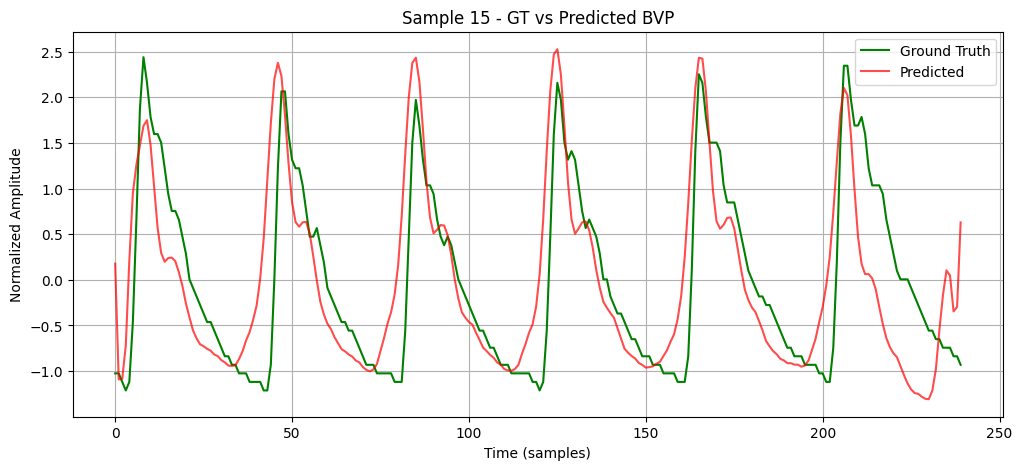 Sample 15 - GT vs Predicted BVP
Ground Truth
Predicted
Normalized Amplitude
2.5
2.0
1.5
1.0
0.5
0.0
−0.5
−1.0
0
50
100
150
200
250
Time (samples)